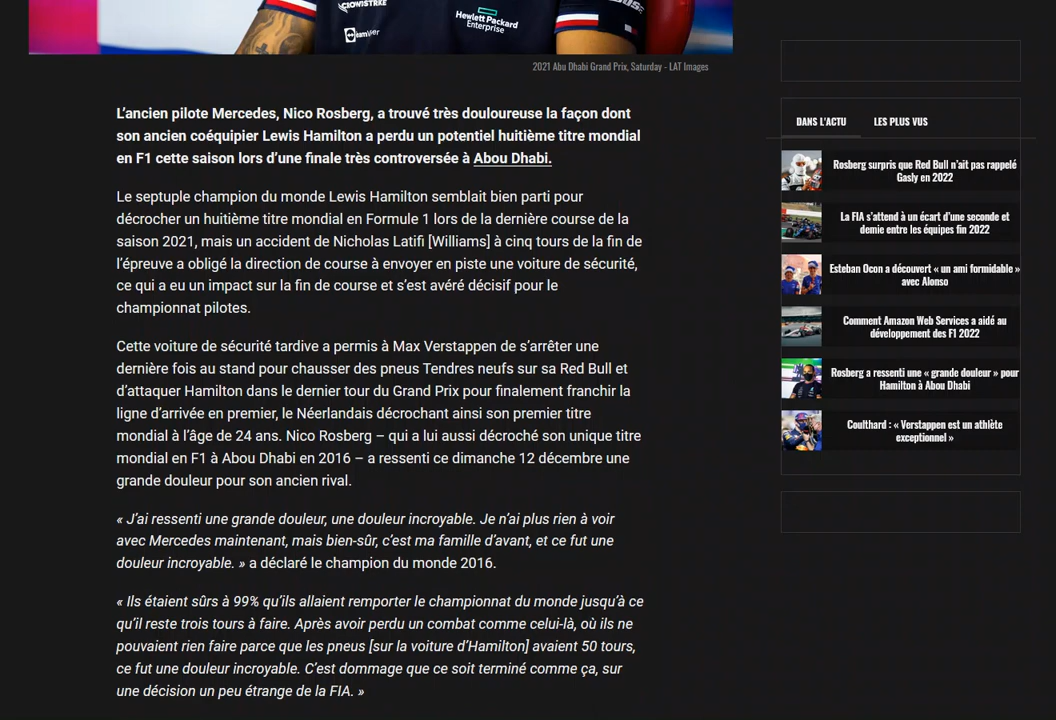 CROWDSTRIKE
TeamViewer
Hewlett Packard
Enterprise
2021 Abu Dhabi Grand Prix, Saturday - LAT Images
L’ancien pilote Mercedes, Nico Rosberg, a trouvé très douloureuse la façon dont
son ancien coéquipier Lewis Hamilton a perdu un potentiel huitième titre mondial
en F1 cette saison lors d’une finale très controversée à Abou Dhabi.
Le septuple champion du monde Lewis Hamilton semblait bien parti pour
décrocher un huitième titre mondial en Formule 1 lors de la dernière course de la
saison 2021, mais un accident de Nicholas Latifi [Williams] à cinq tours de la fin de
l’épreuve a obligé la direction de course à envoyer en piste une voiture de sécurité,
ce qui a eu un impact sur la fin de course et s’est avéré décisif pour le
championnat pilotes.
Cette voiture de sécurité tardive a permis à Max Verstappen de s’arrêter une
dernière fois au stand pour chausser des pneus Tendres neufs sur sa Red Bull et
d’attaquer Hamilton dans le dernier tour du Grand Prix pour finalement franchir la
ligne d’arrivée en premier, le Néerlandais décrochant ainsi son premier titre
mondial à l’âge de 24 ans. Nico Rosberg – qui a lui aussi décroché son unique titre
mondial en F1 à Abou Dhabi en 2016 – a ressenti ce dimanche 12 décembre une
grande douleur pour son ancien rival.
« J’ai ressenti une grande douleur, une douleur incroyable. Je n’ai plus rien à voir
avec Mercedes maintenant, mais bien-sûr, c’est ma famille d’avant, et ce fut une
douleur incroyable. » a déclaré le champion du monde 2016.
« Ils étaient sûrs à 99% qu’ils allaient remporter le championnat du monde jusqu’à ce
qu’il reste trois tours à faire. Après avoir perdu un combat comme celui-là, où ils ne
pouvaient rien faire parce que les pneus [sur la voiture d’Hamilton] avaient 50 tours,
ce fut une douleur incroyable. C’est dommage que ce soit terminé comme ça, sur
une décision un peu étrange de la FIA. »
DANS L'ACTU
LES PLUS VUS
Rosberg surpris que Red Bull n’ait pas rappelé
Gasly en 2022
La FIA s’attend à un écart d’une seconde et
demie entre les équipes fin 2022
Esteban Ocon a découvert « un ami formidable »
avec Alonso
Comment Amazon Web Services a aidé au
développement des F1 2022
Rosberg a ressenti une « grande douleur » pour
Hamilton à Abou Dhabi
Coulthard : « Verstappen est un athlète
exceptionnel »